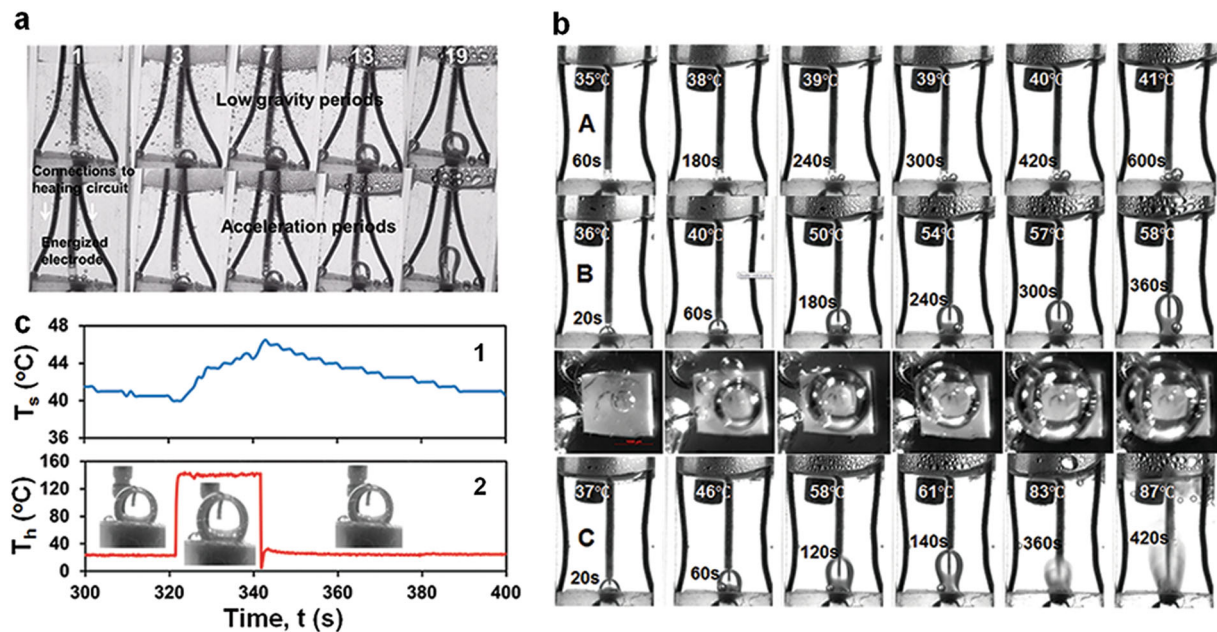 a
1 3 7 13 19
Low gravity periods
Connections to
heating circuit
Acceleration periods
Energized
electrode
b
35°C 38°C 39°C 39°C 40°C 41°C
A
60s 180s 240s 300s 420s 600s
36°C 40°C 50°C 54°C 57°C 58°C
B
20s 60s 180s 240s 300s 360s
37°C 46°C 58°C 61°C 83°C 87°C
C
20s 60s 120s 140s 360s 420s
c
48
44
40
36
Ts (°C)
1
160
120
80
40
0
Th (°C)
2
300 320 340 360 380 400
Time, t (s)